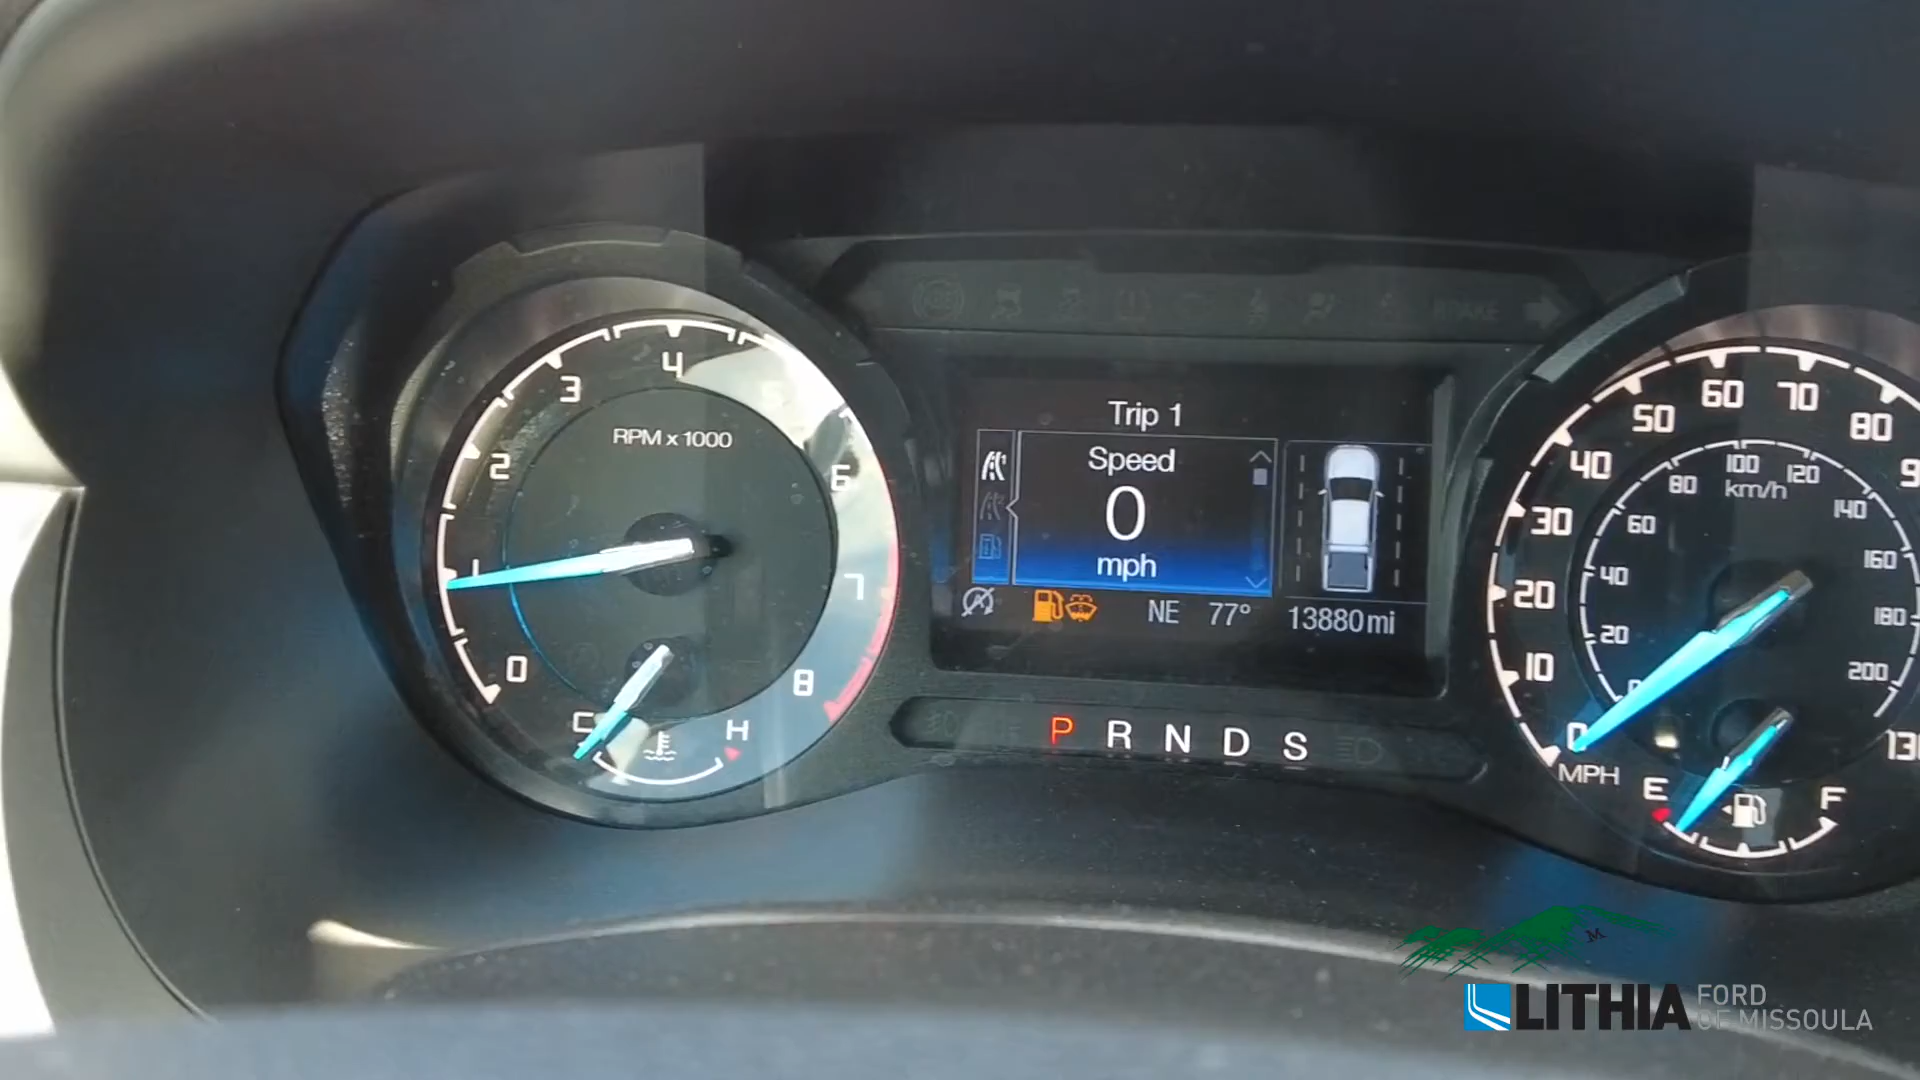 4
3
2
1
0
RPM x 1000
6
7
8
C
H
BRAKE
Trip 1
Speed
0
mph
NE 77° 13880 mi
P R N D S
0
10
20
30
40
50
60
70
80
130
MPH
20
40
60
80
100
120
140
160
180
200
km/h
E
F
M
LITHIA
FORD
OF MISSOULA